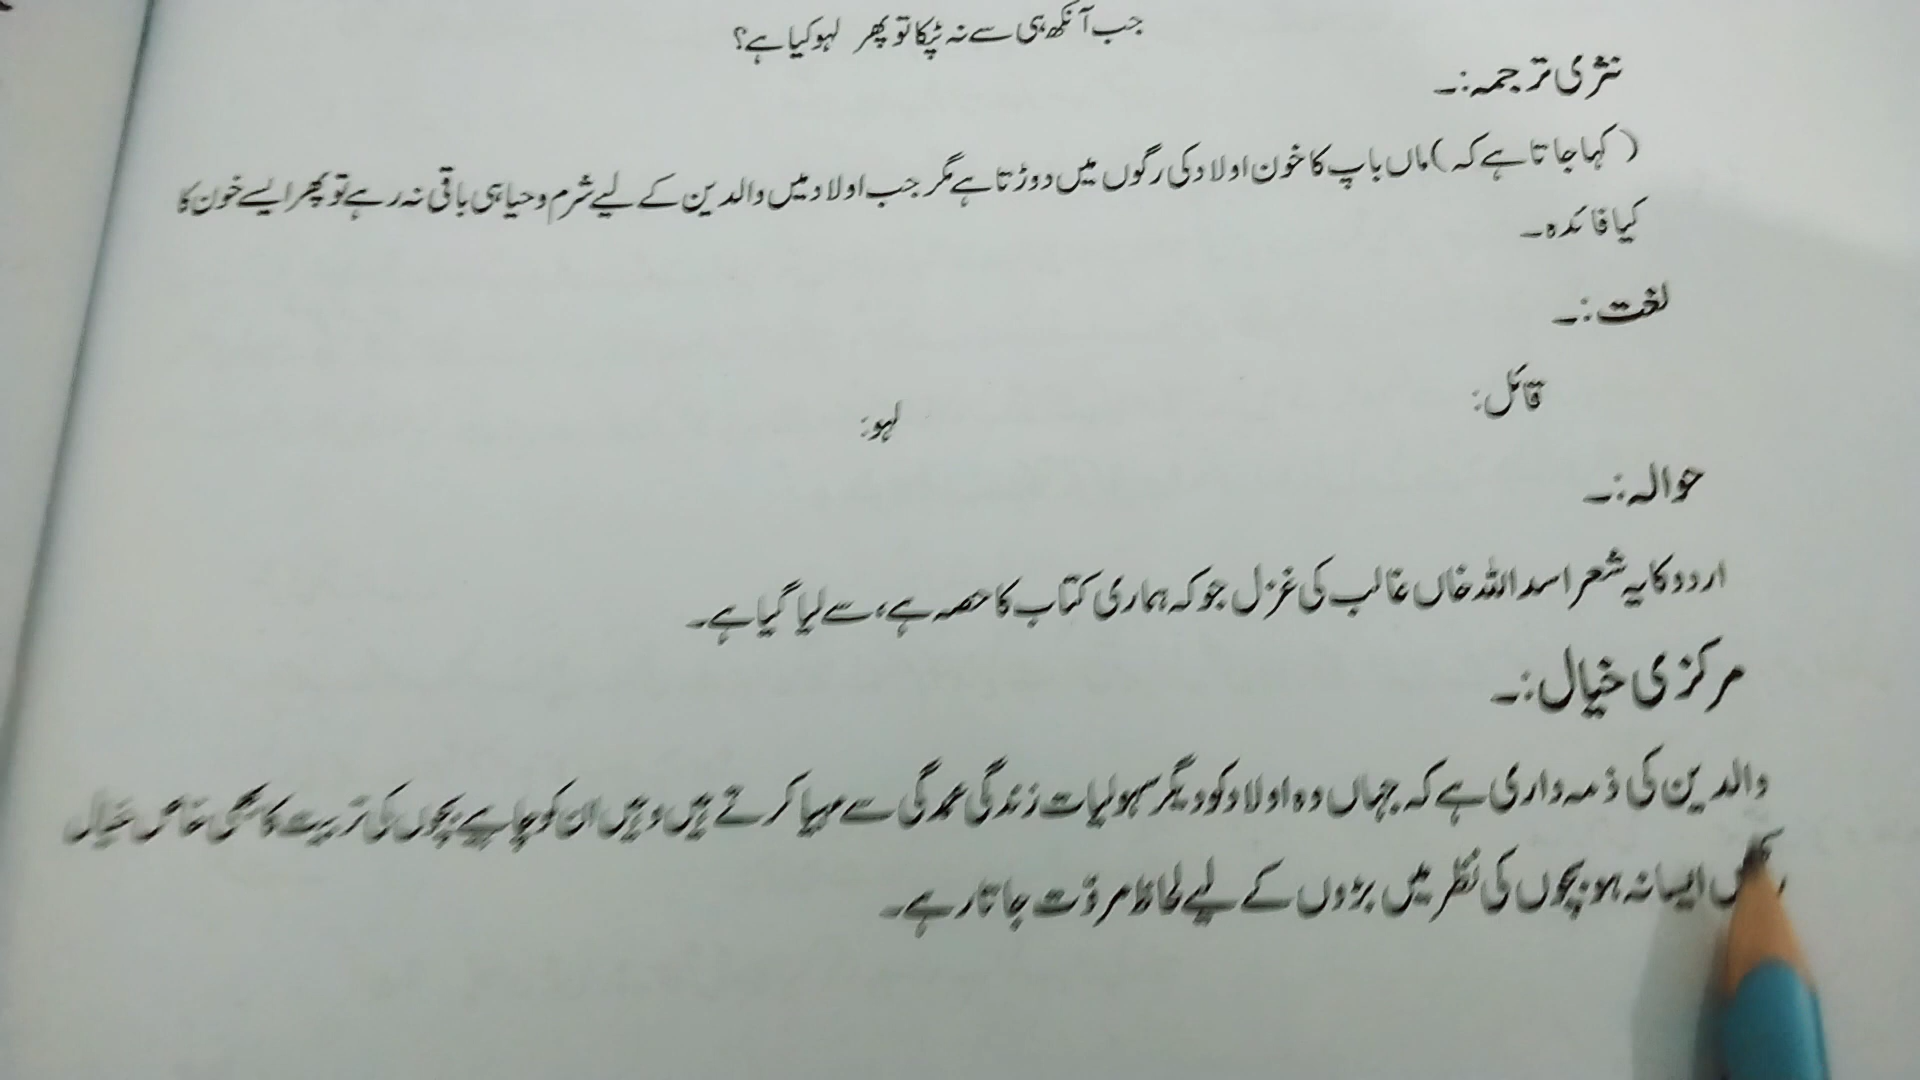 جب آنکھ ہی سے نہ ٹپکا تو پھر لہو کیا ہے؟
نثری ترجمہ:۔
( کہا جاتا ہے کہ ) ماں باپ کا خون اولاد کی رگوں میں دوڑتا ہے مگر جب اولاد میں والدین کے لیے شرم و حیا ہی باقی نہ رہے تو پھر ایسے خون کا
کیا فائدہ۔
لغت:۔
قائل: لہو:
حوالہ:۔
اردو کا یہ شعر اسد اللہ خاں غالب کی غزل جو کہ ہماری کتاب کا حصہ ہے، سے لیا گیا ہے۔
مرکزی خیال:۔
والدین کی ذمہ داری ہے کہ جہاں وہ اولاد کو دیگر سہولیات زندگی عمدگی سے مہیا کرتے ہیں وہیں ان کو چاہیے بچوں کی تربیت کا بھی خاص خیال
ایسا نہ ہو بچوں کی نظر میں بڑوں کے لیے لحاظ مروّت جاتا رہے۔